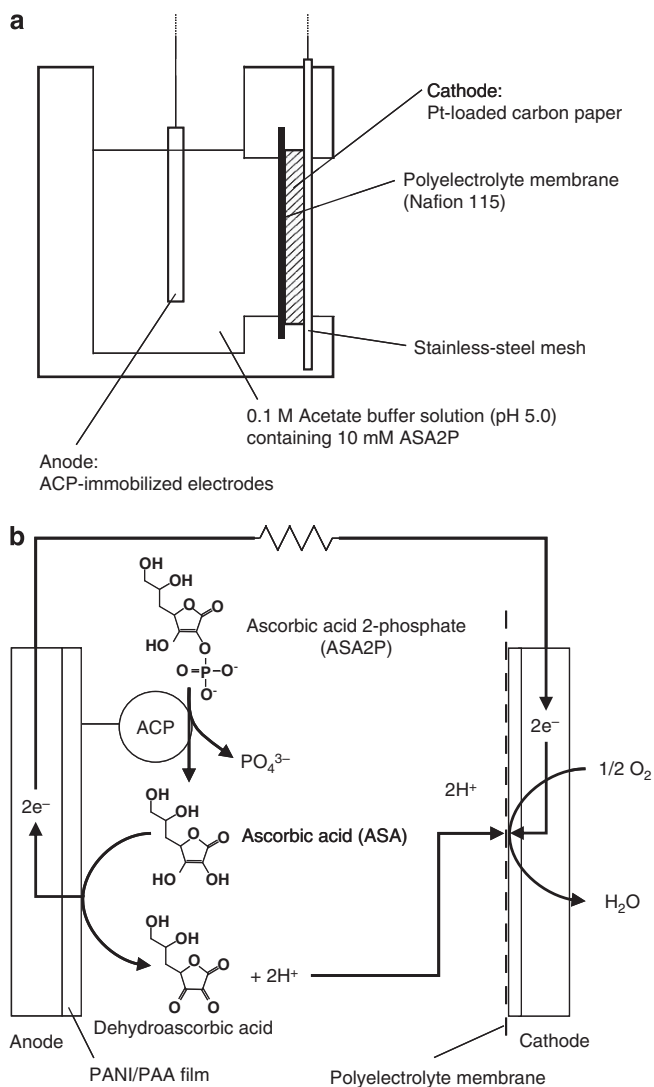 a
Cathode:
Pt-loaded carbon paper
Polyelectrolyte membrane
(Nafion 115)
Stainless-steel mesh
0.1 M Acetate buffer solution (pH 5.0)
containing 10 mM ASA2P
Anode:
ACP-immobilized electrodes
b
OH
OH
O
O
HO
O
O=P–O⁻
O⁻
Ascorbic acid 2-phosphate
(ASA2P)
ACP
PO₄³⁻
2e⁻
2e⁻
1/2 O₂
2H⁺
OH
OH
O
O
HO
OH
Ascorbic acid (ASA)
H₂O
OH
OH
O
O
O
O
+ 2H⁺
Dehydroascorbic acid
Anode
Cathode
PANI/PAA film
Polyelectrolyte membrane